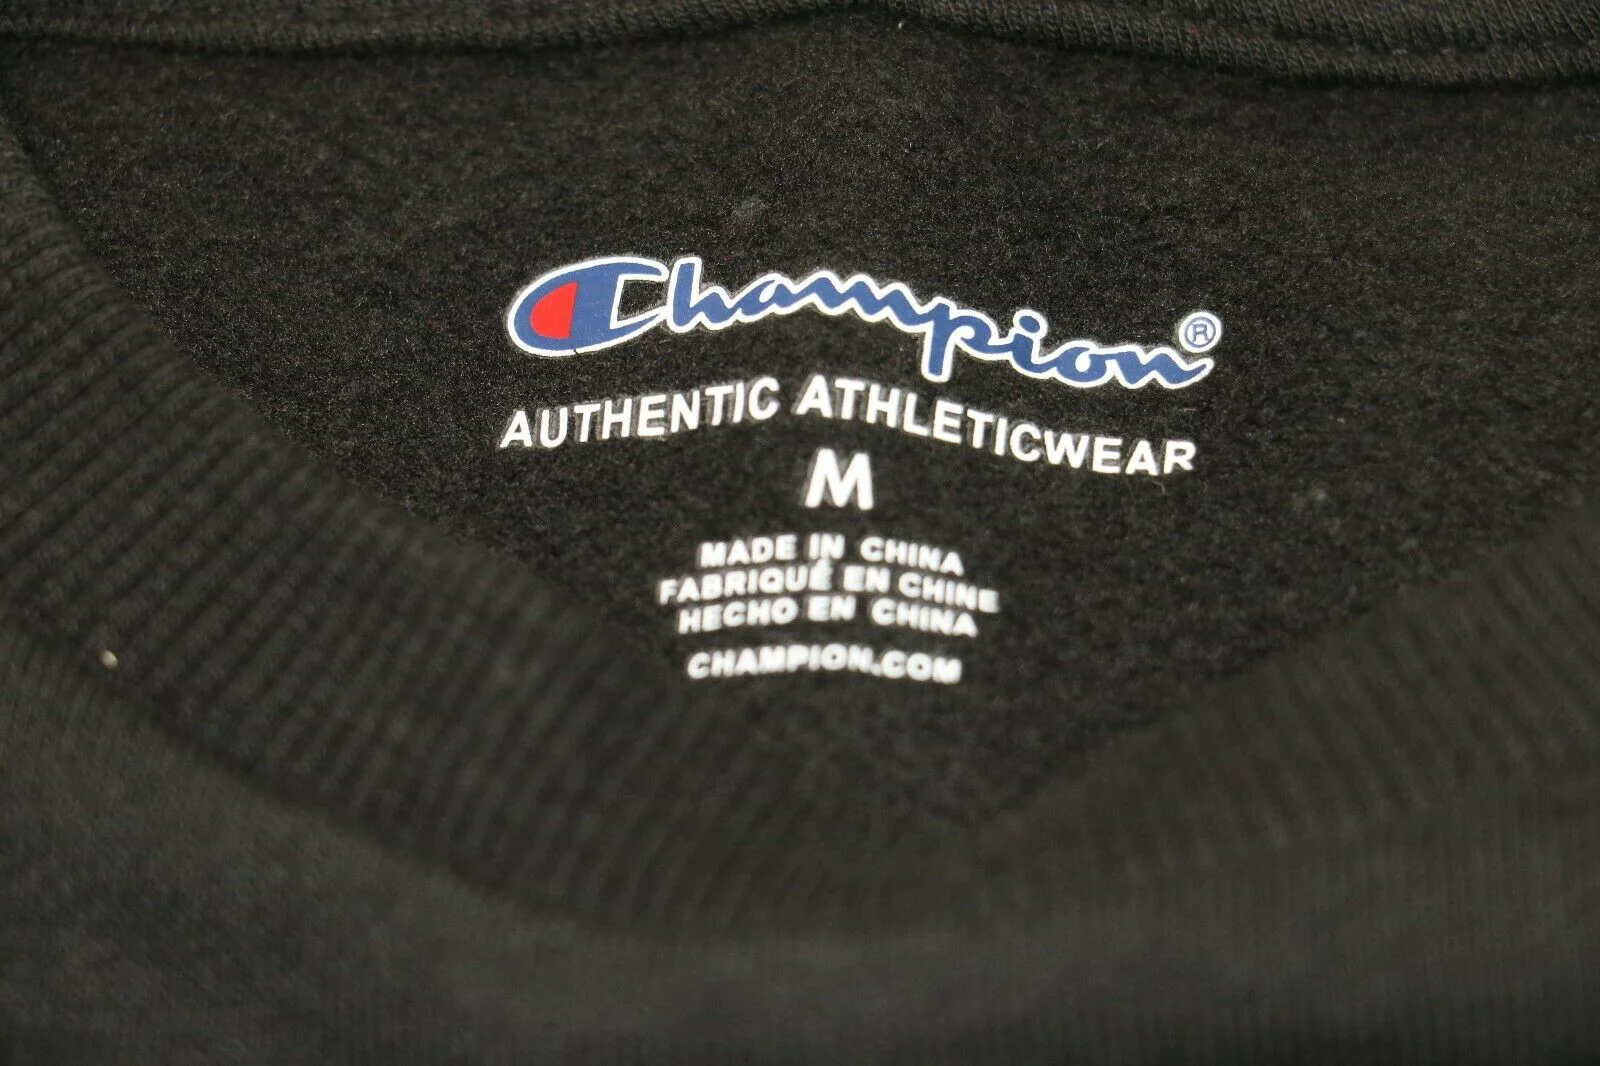 Champion®
AUTHENTIC ATHLETICWEAR
M
MADE IN CHINA
FABRIQUÉ EN CHINE
HECHO EN CHINA
CHAMPION.COM